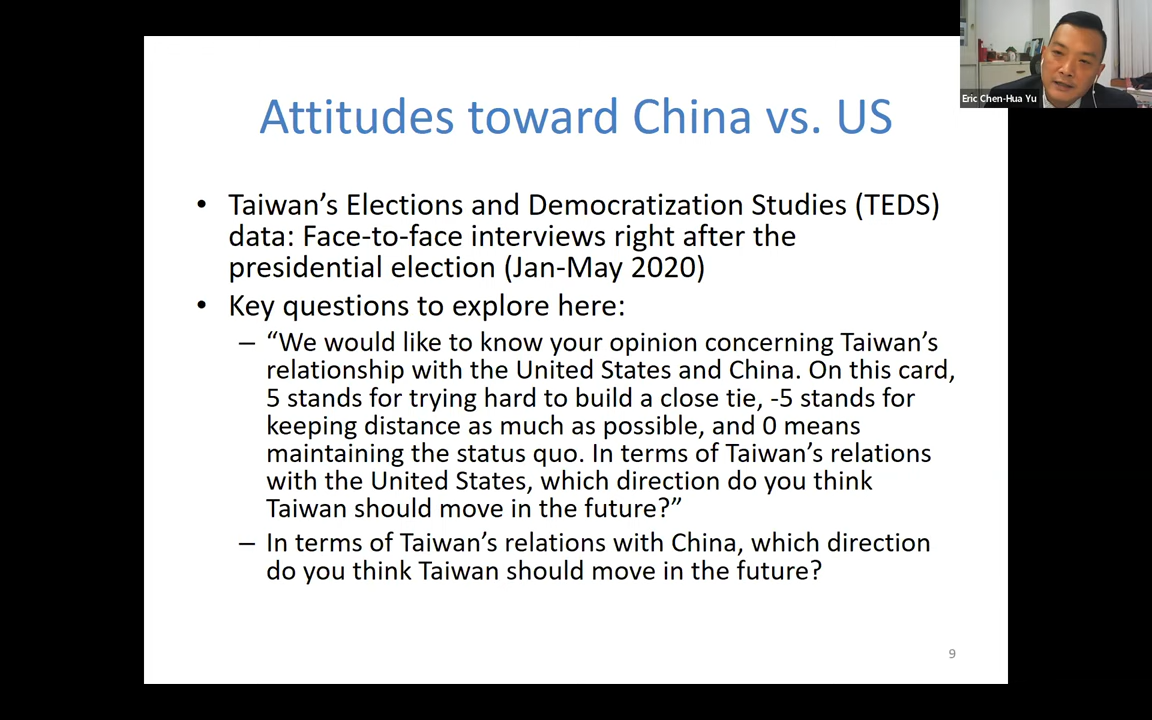 Eric Chen-Hua Yu
Attitudes toward China vs. US
• Taiwan’s Elections and Democratization Studies (TEDS)
data: Face-to-face interviews right after the
presidential election (Jan-May 2020)
• Key questions to explore here:
– “We would like to know your opinion concerning Taiwan’s
relationship with the United States and China. On this card,
5 stands for trying hard to build a close tie, -5 stands for
keeping distance as much as possible, and 0 means
maintaining the status quo. In terms of Taiwan’s relations
with the United States, which direction do you think
Taiwan should move in the future?”
– In terms of Taiwan’s relations with China, which direction
do you think Taiwan should move in the future?
9